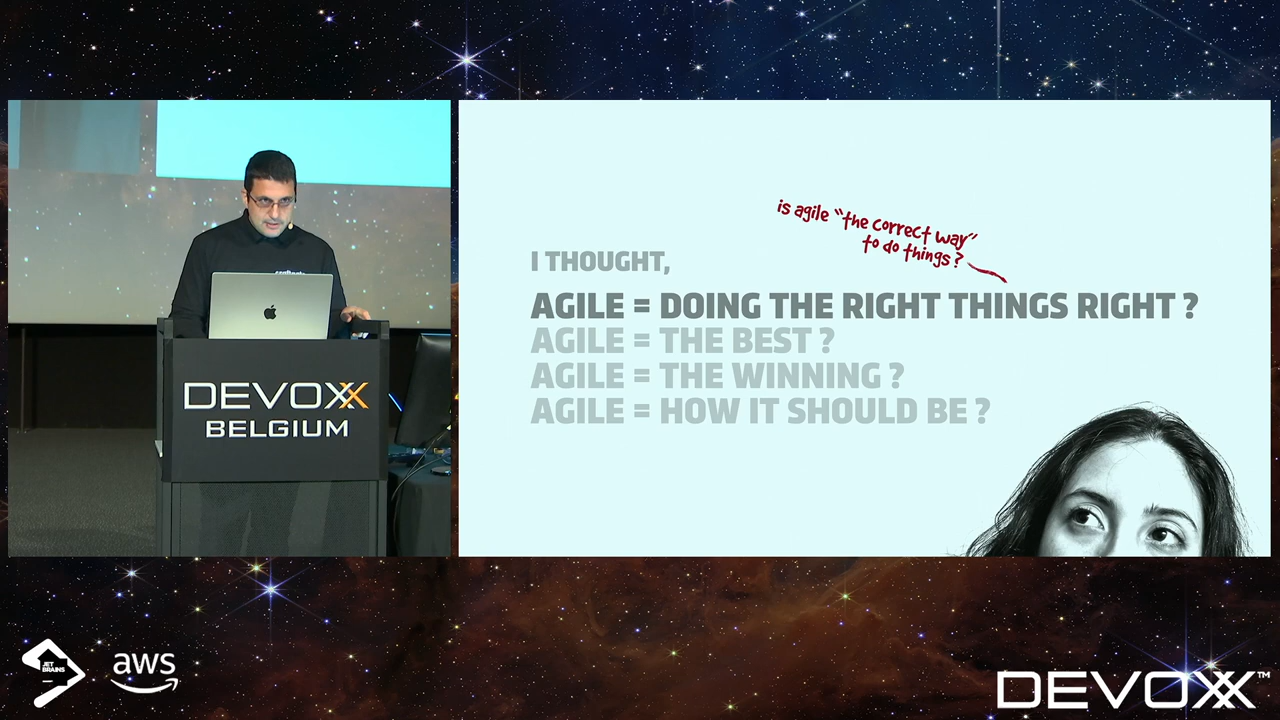 is agile “the correct way”
to do things?
I THOUGHT,
AGILE = DOING THE RIGHT THINGS RIGHT ?
AGILE = THE BEST ?
AGILE = THE WINNING ?
AGILE = HOW IT SHOULD BE ?
DEVOXX
BELGIUM
JET
BRAINS
aws
DEVOXX™